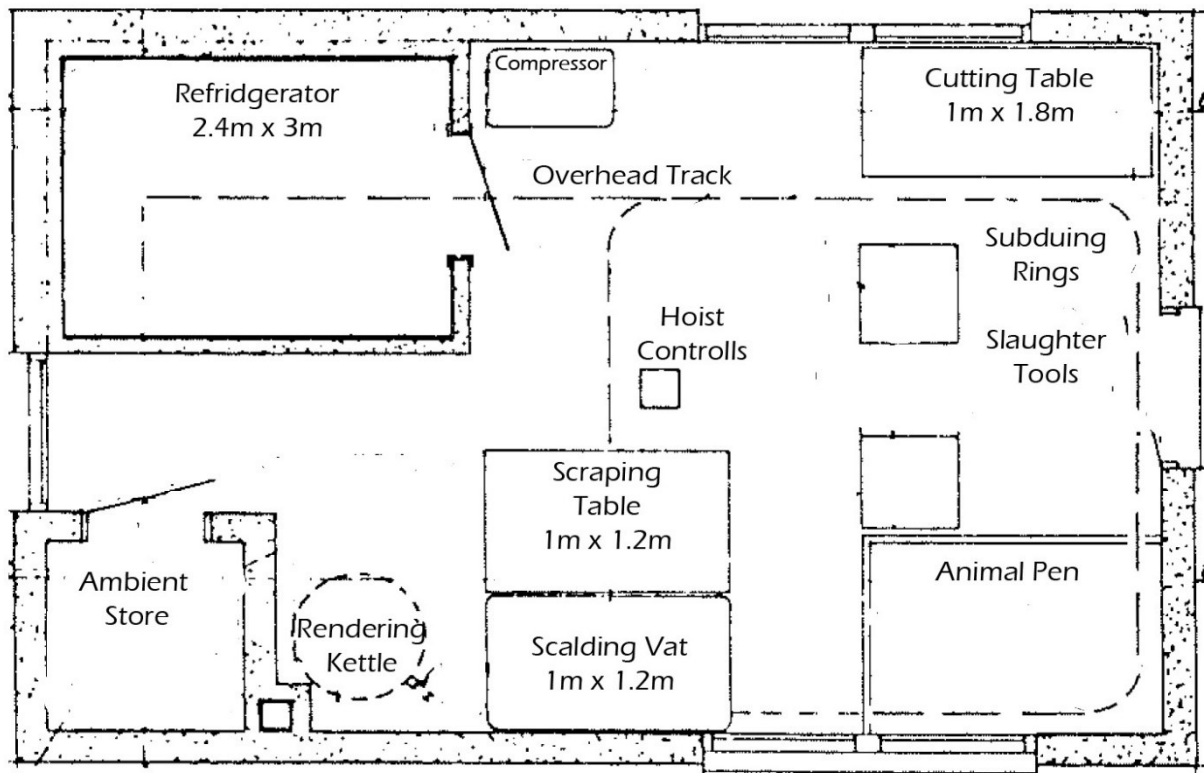 Compressor
Refridgerator
2.4m x 3m
Cutting Table
1m x 1.8m
Overhead Track
Subduing
Rings
Hoist
Controlls
Slaughter
Tools
Scraping
Table
1m x 1.2m
Ambient
Store
Animal Pen
Rendering
Kettle
Scalding Vat
1m x 1.2m